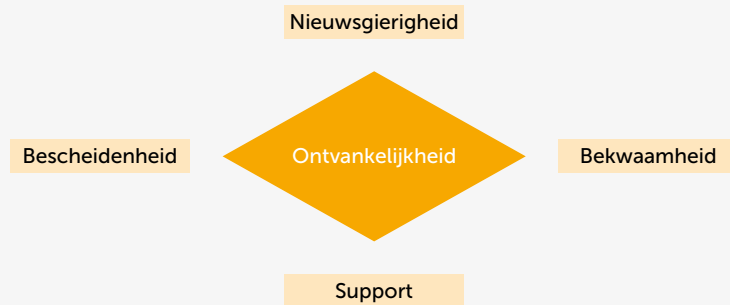 Nieuwsgierigheid
Bescheidenheid
Ontvankelijkheid
Bekwaamheid
Support